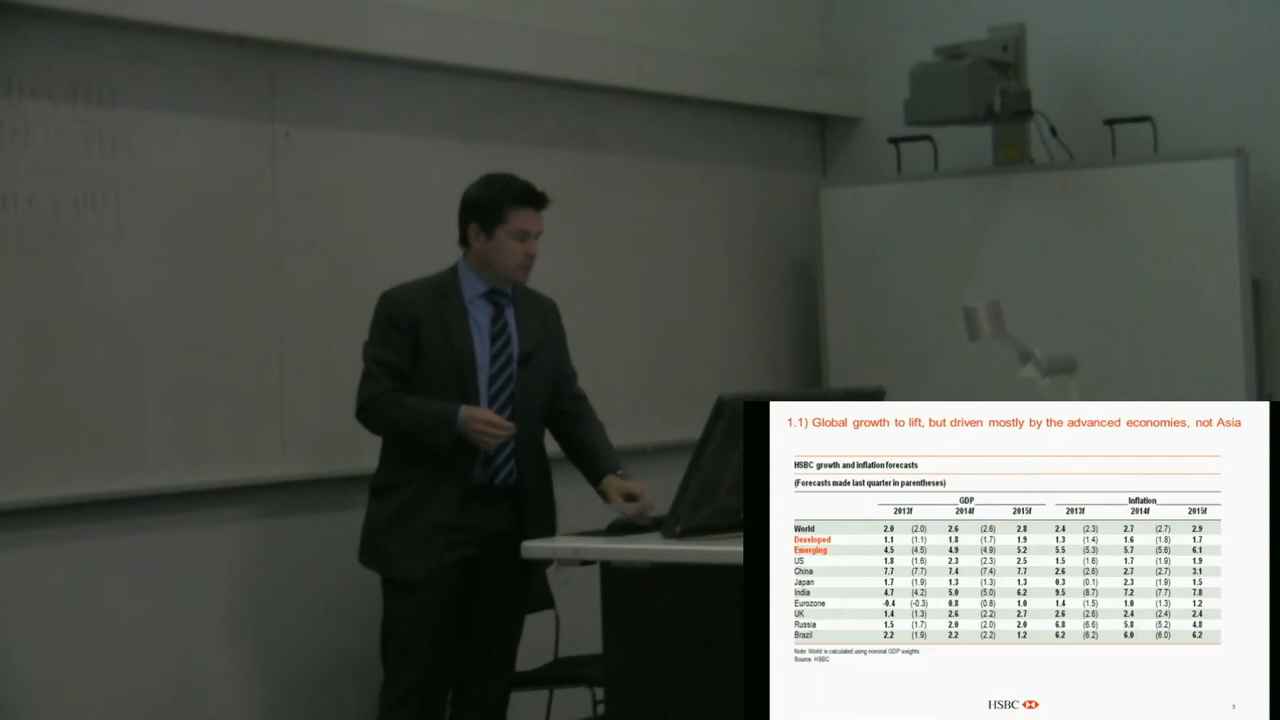 1.1) Global growth to lift, but driven mostly by the advanced economies, not Asia
HSBC growth and inflation forecasts
(Forecasts made last quarter in parentheses)
GDP Inflation
2013f 2014f 2015f 2013f 2014f 2015f
World 2.0 (2.0) 2.6 (2.6) 2.8 2.4 (2.3) 2.7 (2.7) 2.9
Developed 1.1 (1.1) 1.8 (1.7) 1.9 1.3 (1.4) 1.6 (1.8) 1.7
Emerging 4.5 (4.5) 4.9 (4.9) 5.2 5.5 (5.3) 5.7 (5.6) 6.1
US 1.8 (1.6) 2.3 (2.3) 2.5 1.5 (1.6) 1.7 (1.9) 1.9
China 7.7 (7.7) 7.4 (7.4) 7.7 2.6 (2.6) 2.7 (2.7) 3.1
Japan 1.7 (1.9) 1.3 (1.3) 1.3 0.3 (0.1) 2.3 (1.9) 1.5
India 4.7 (4.2) 5.0 (5.0) 6.2 9.5 (8.7) 7.2 (7.7) 7.8
Eurozone -0.4 (-0.3) 0.8 (0.8) 1.0 1.4 (1.5) 1.0 (1.3) 1.2
UK 1.4 (1.3) 2.6 (2.2) 2.7 2.6 (2.6) 2.4 (2.4) 2.4
Russia 1.5 (1.7) 2.0 (2.0) 2.0 6.8 (6.6) 5.8 (5.2) 4.8
Brazil 2.2 (1.9) 2.2 (2.2) 1.2 6.2 (6.2) 6.0 (6.0) 6.2
Note: World is calculated using nominal GDP weights
Source: HSBC
HSBC
3